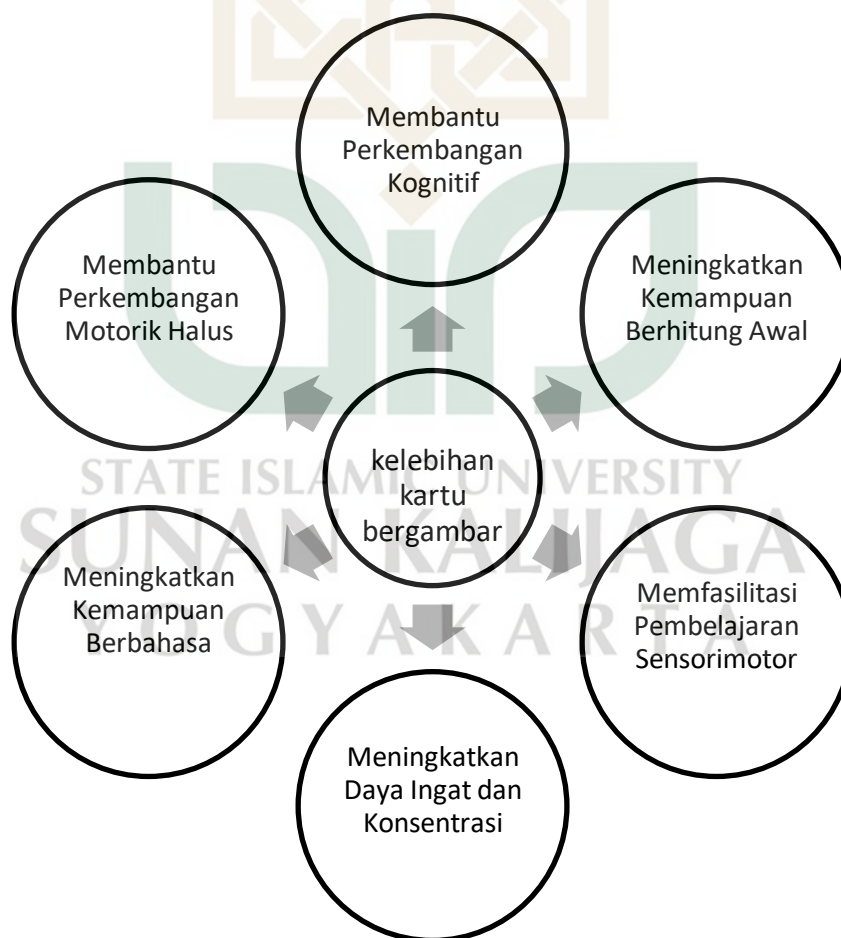 Membantu
Perkembangan
Kognitif
Meningkatkan
Kemampuan
Berhitung Awal
Memfasilitasi
Pembelajaran
Sensorimotor
Meningkatkan
Daya Ingat dan
Konsentrasi
Meningkatkan
Kemampuan
Berbahasa
Membantu
Perkembangan
Motorik Halus
kelebihan
kartu
bergambar
STATE ISLAMIC UNIVERSITY
SUNAN KALIJAGA
YOGYAKARTA